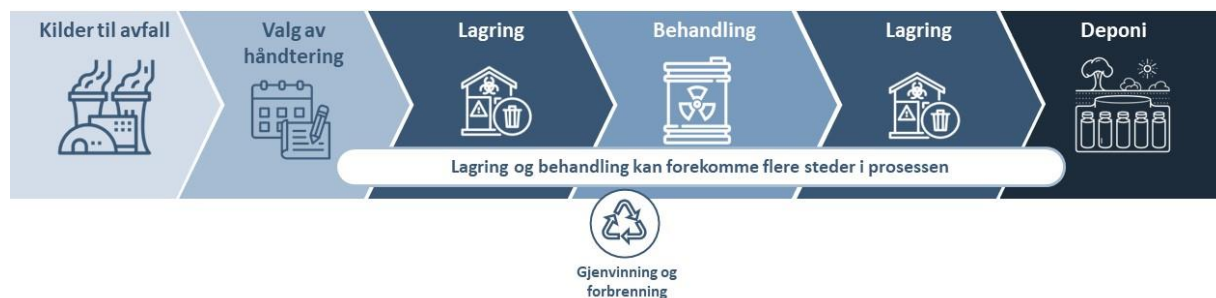 Kilder til avfall
Valg av
håndtering
Lagring
Behandling
Lagring
Deponi
Lagring og behandling kan forekomme flere steder i prosessen
Gjenvinning og
forbrenning